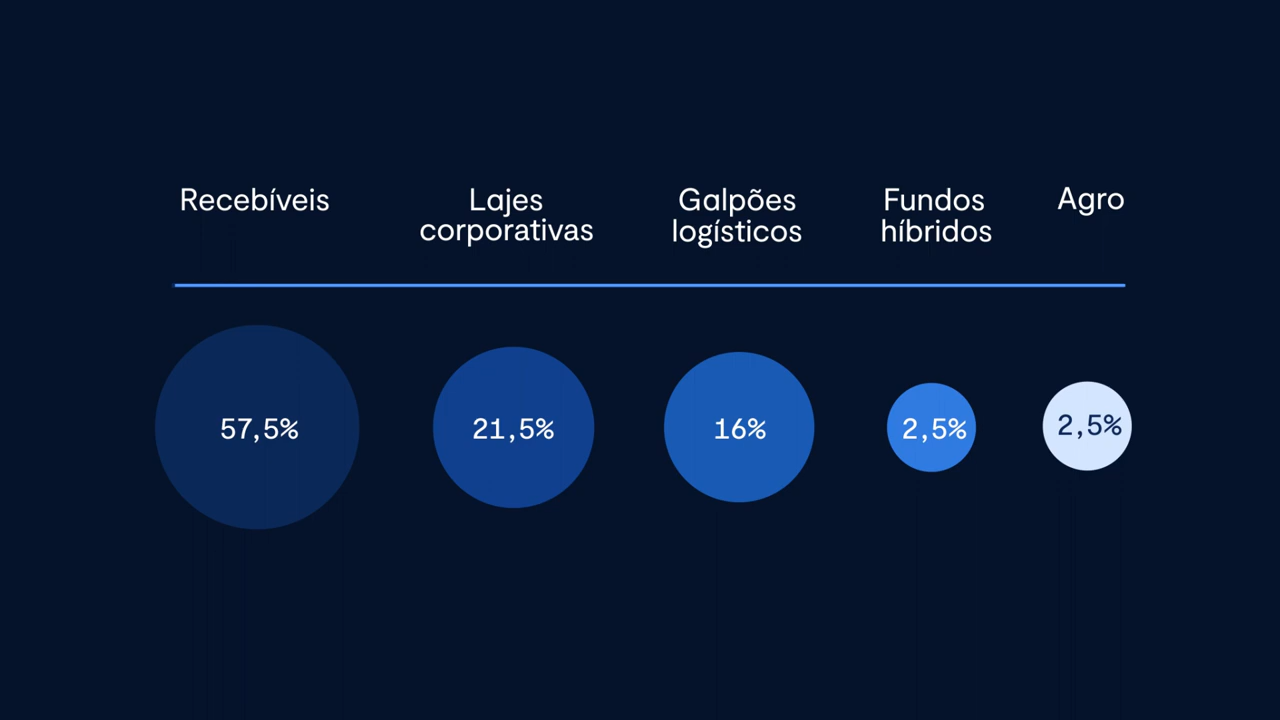 Recebíveis
Lajes
corporativas
Galpões
logísticos
Fundos
híbridos
Agro
57,5%
21,5%
16%
2,5%
2,5%